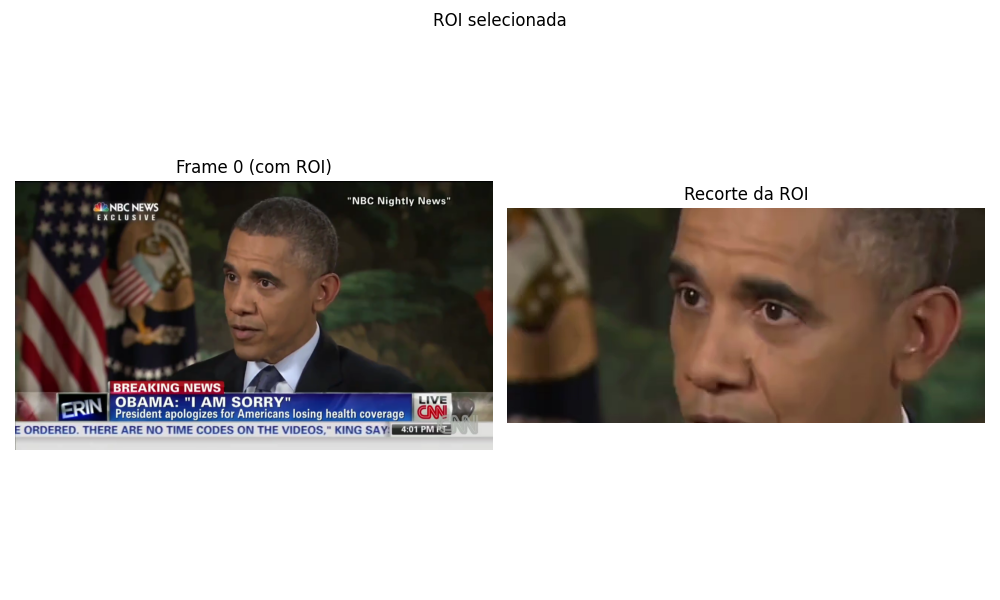 ROI selecionada
Frame 0 (com ROI)
NBC NEWS
EXCLUSIVE
"NBC Nightly News"
BREAKING NEWS
ERIN
OBAMA: "I AM SORRY"
President apologizes for Americans losing health coverage
LIVE
CNN
E ORDERED. THERE ARE NO TIME CODES ON THE VIDEOS," KING SAY
4:01 PM PT
Recorte da ROI